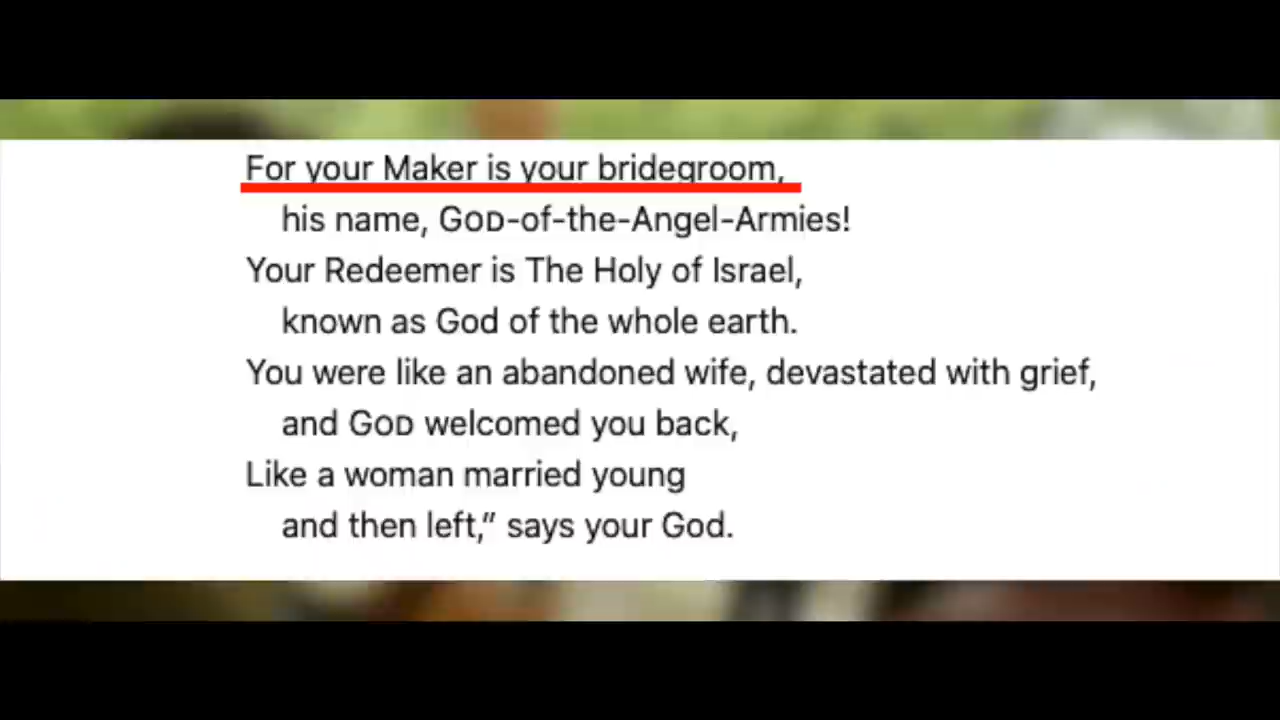 For your Maker is your bridegroom,
his name, GOD-of-the-Angel-Armies!
Your Redeemer is The Holy of Israel,
known as God of the whole earth.
You were like an abandoned wife, devastated with grief,
and GOD welcomed you back,
Like a woman married young
and then left,” says your God.